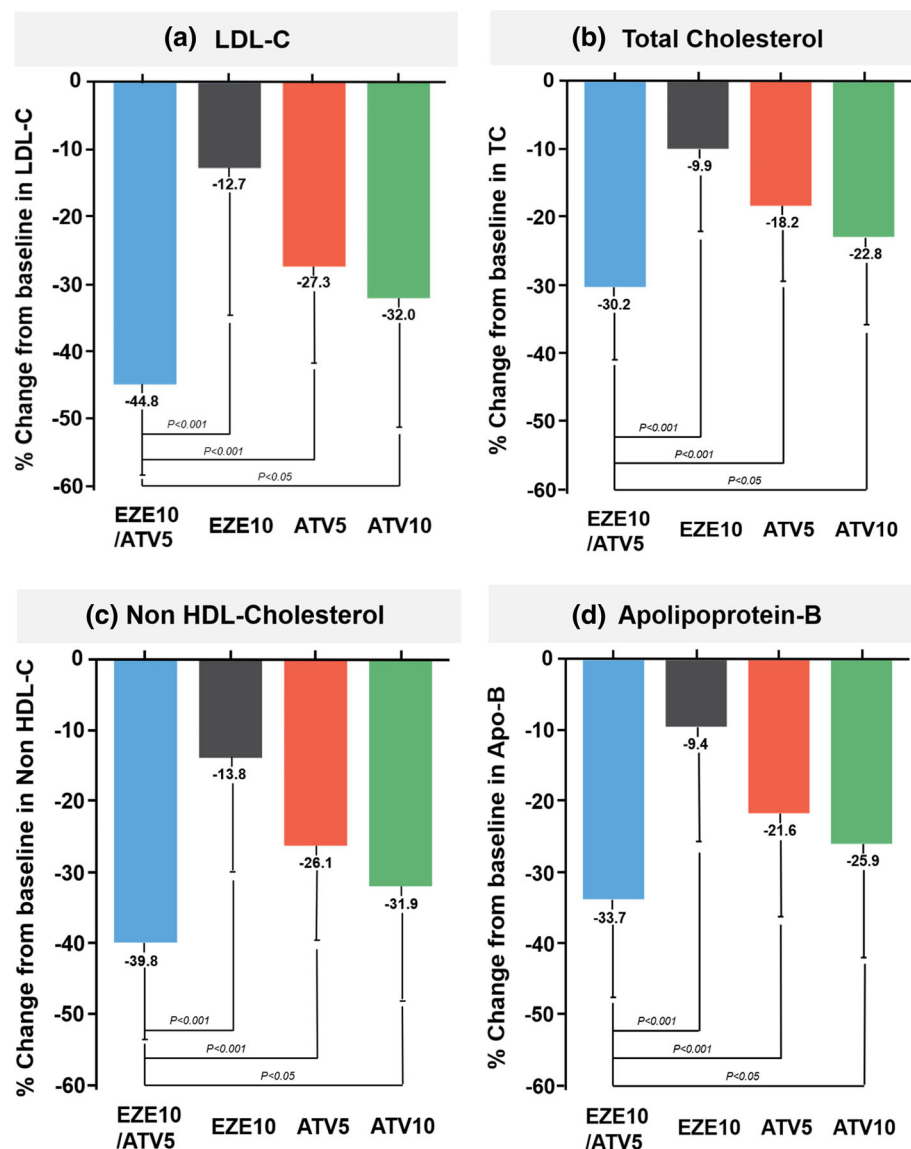 (a) LDL-C
% Change from baseline in LDL-C
0
-10
-20
-30
-40
-50
-60
-44.8
-12.7
-27.3
-32.0
P<0.001
P<0.001
P<0.05
EZE10
/ATV5
EZE10
ATV5
ATV10
(b) Total Cholesterol
% Change from baseline in TC
0
-10
-20
-30
-40
-50
-60
-30.2
-9.9
-18.2
-22.8
P<0.001
P<0.001
P<0.05
EZE10
/ATV5
EZE10
ATV5
ATV10
(c) Non HDL-Cholesterol
% Change from baseline in Non HDL-C
0
-10
-20
-30
-40
-50
-60
-39.8
-13.8
-26.1
-31.9
P<0.001
P<0.001
P<0.05
EZE10
/ATV5
EZE10
ATV5
ATV10
(d) Apolipoprotein-B
% Change from baseline in Apo-B
0
-10
-20
-30
-40
-50
-60
-33.7
-9.4
-21.6
-25.9
P<0.001
P<0.001
P<0.05
EZE10
/ATV5
EZE10
ATV5
ATV10